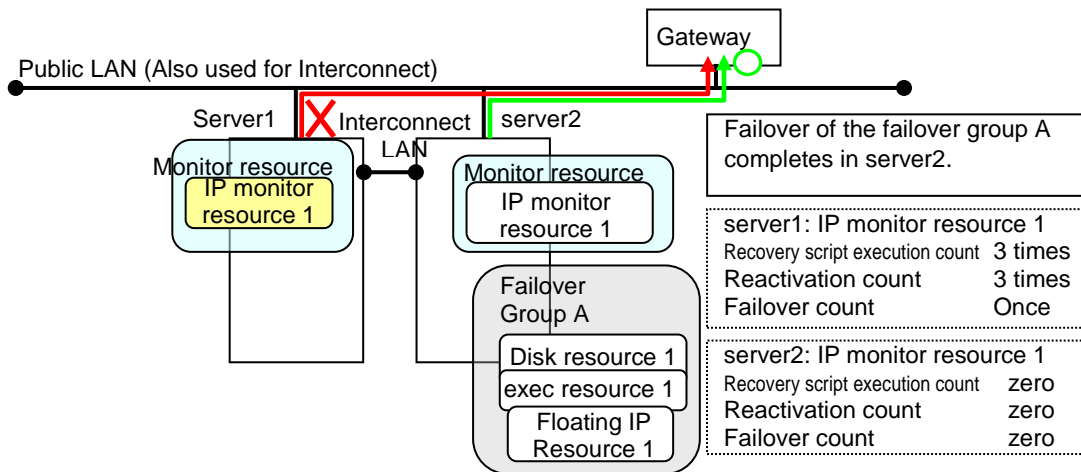 Gateway
Public LAN (Also used for Interconnect)
Server1
Interconnect
LAN
server2
Monitor resource
IP monitor
resource 1
Monitor resource
IP monitor
resource 1
Failover
Group A
Disk resource 1
exec resource 1
Floating IP
Resource 1
Failover of the failover group A
completes in server2.
server1: IP monitor resource 1
Recovery script execution count 3 times
Reactivation count 3 times
Failover count Once
server2: IP monitor resource 1
Recovery script execution count zero
Reactivation count zero
Failover count zero